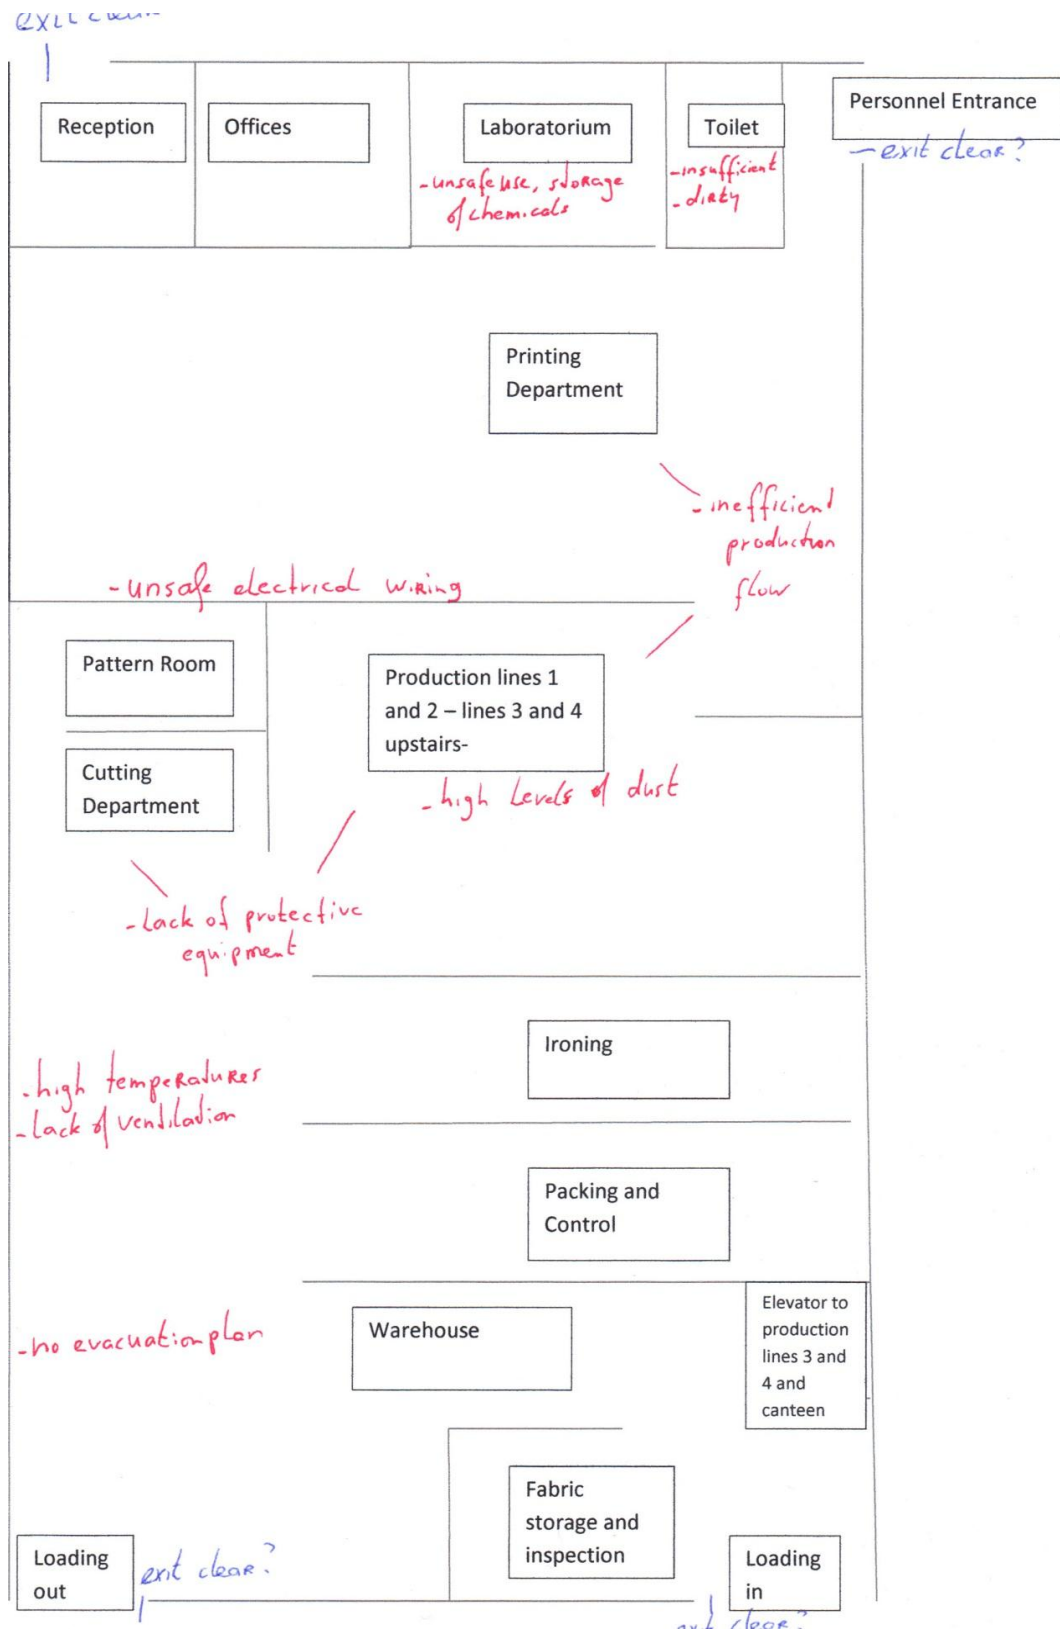 exit clear
Reception
Offices
Laboratorium
Toilet
Personnel Entrance
- exit clear?
- unsafe use, storage
of chemicals
- insufficient
- dirty
Printing
Department
- inefficient
production
flow
- unsafe electrical wiring
Pattern Room
Production lines 1
and 2 – lines 3 and 4
upstairs-
Cutting
Department
- high levels of dust
- Lack of protective
equipment
Ironing
- high temperatures
- Lack of ventilation
Packing and
Control
- no evacuation plan
Warehouse
Elevator to
production
lines 3 and
4 and
canteen
Fabric
storage and
inspection
Loading
out
exit clear?
Loading
in
exit clear?